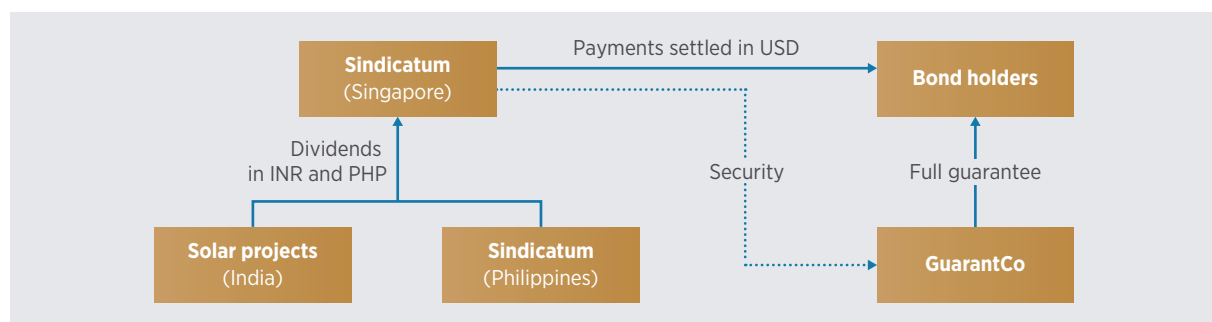 Payments settled in USD
Sindicatum
(Singapore)
Bond holders
Dividends
in INR and PHP
Security
Full guarantee
Solar projects
(India)
Sindicatum
(Philippines)
GuarantCo